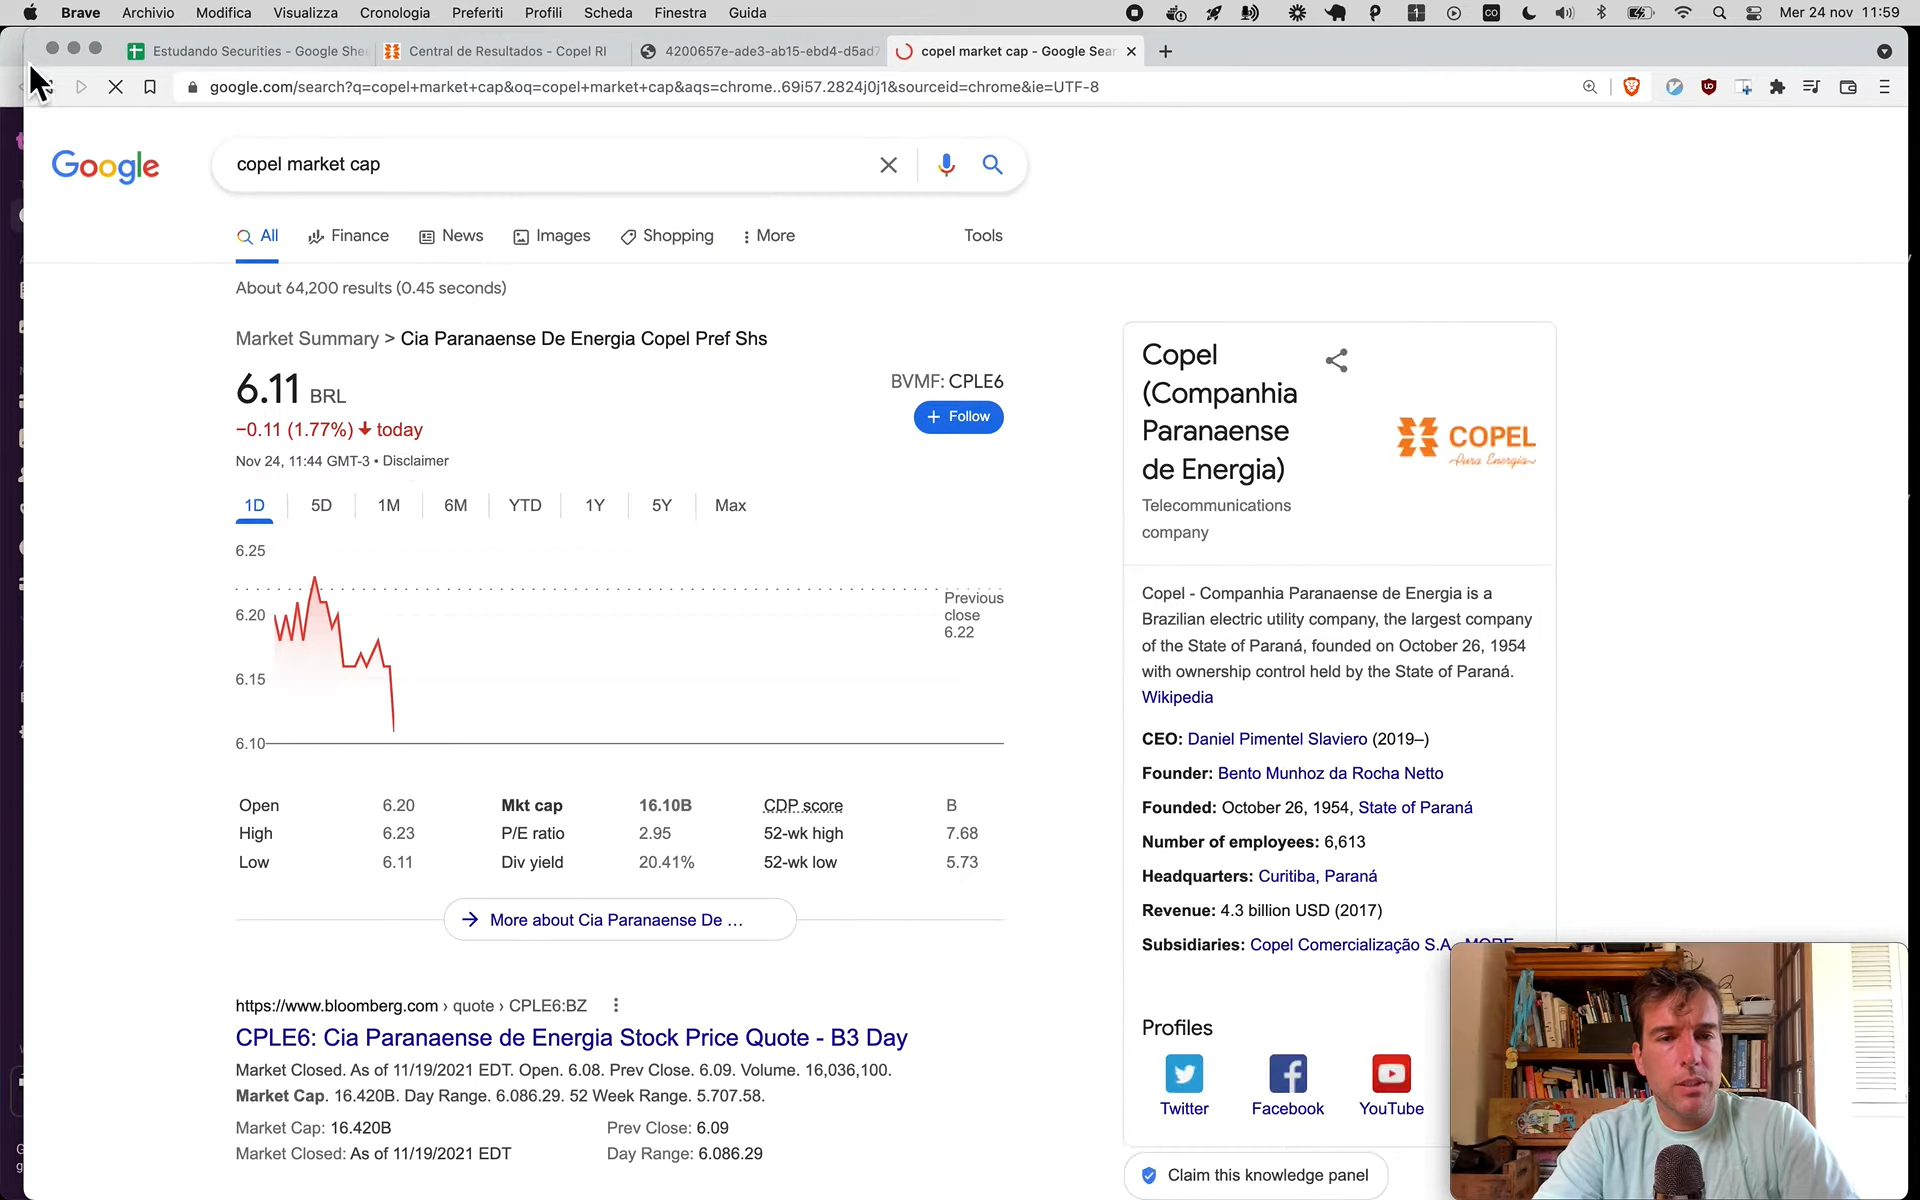 Brave Archivio Modifica Visualizza Cronologia Preferiti Profili Scheda Finestra Guida Mer 24 nov 11:59
Estudando Securities - Google She Central de Resultados - Copel RI 4200657e-ade3-ab15-ebd4-d5ad7 copel market cap - Google Sear
google.com/search?q=copel+market+cap&oq=copel+market+cap&aqs=chrome..69i57.2824j0j1&sourceid=chrome&ie=UTF-8
Google copel market cap
All Finance News Images Shopping More Tools
About 64,200 results (0.45 seconds)
Market Summary > Cia Paranaense De Energia Copel Pref Shs
6.11 BRL
BVMF: CPLE6
+ Follow
−0.11 (1.77%) today
Nov 24, 11:44 GMT-3 • Disclaimer
1D 5D 1M 6M YTD 1Y 5Y Max
6.25
6.20
6.15
6.10
Previous
close
6.22
Open 6.20 Mkt cap 16.10B CDP score B
High 6.23 P/E ratio 2.95 52-wk high 7.68
Low 6.11 Div yield 20.41% 52-wk low 5.73
More about Cia Paranaense De …
https://www.bloomberg.com › quote › CPLE6:BZ
CPLE6: Cia Paranaense de Energia Stock Price Quote - B3 Day
Market Closed. As of 11/19/2021 EDT. Open. 6.08. Prev Close. 6.09. Volume. 16,036,100.
Market Cap. 16.420B. Day Range. 6.086.29. 52 Week Range. 5.707.58.
Market Cap: 16.420B Prev Close: 6.09
Market Closed: As of 11/19/2021 EDT Day Range: 6.086.29
Copel
(Companhia
Paranaense
de Energia)
COPEL
Pura Energia
Telecommunications
company
Copel - Companhia Paranaense de Energia is a
Brazilian electric utility company, the largest company
of the State of Paraná, founded on October 26, 1954
with ownership control held by the State of Paraná.
Wikipedia
CEO: Daniel Pimentel Slaviero (2019–)
Founder: Bento Munhoz da Rocha Netto
Founded: October 26, 1954, State of Paraná
Number of employees: 6,613
Headquarters: Curitiba, Paraná
Revenue: 4.3 billion USD (2017)
Subsidiaries: Copel Comercialização S.A. MORE
Profiles
Twitter Facebook YouTube
Claim this knowledge panel